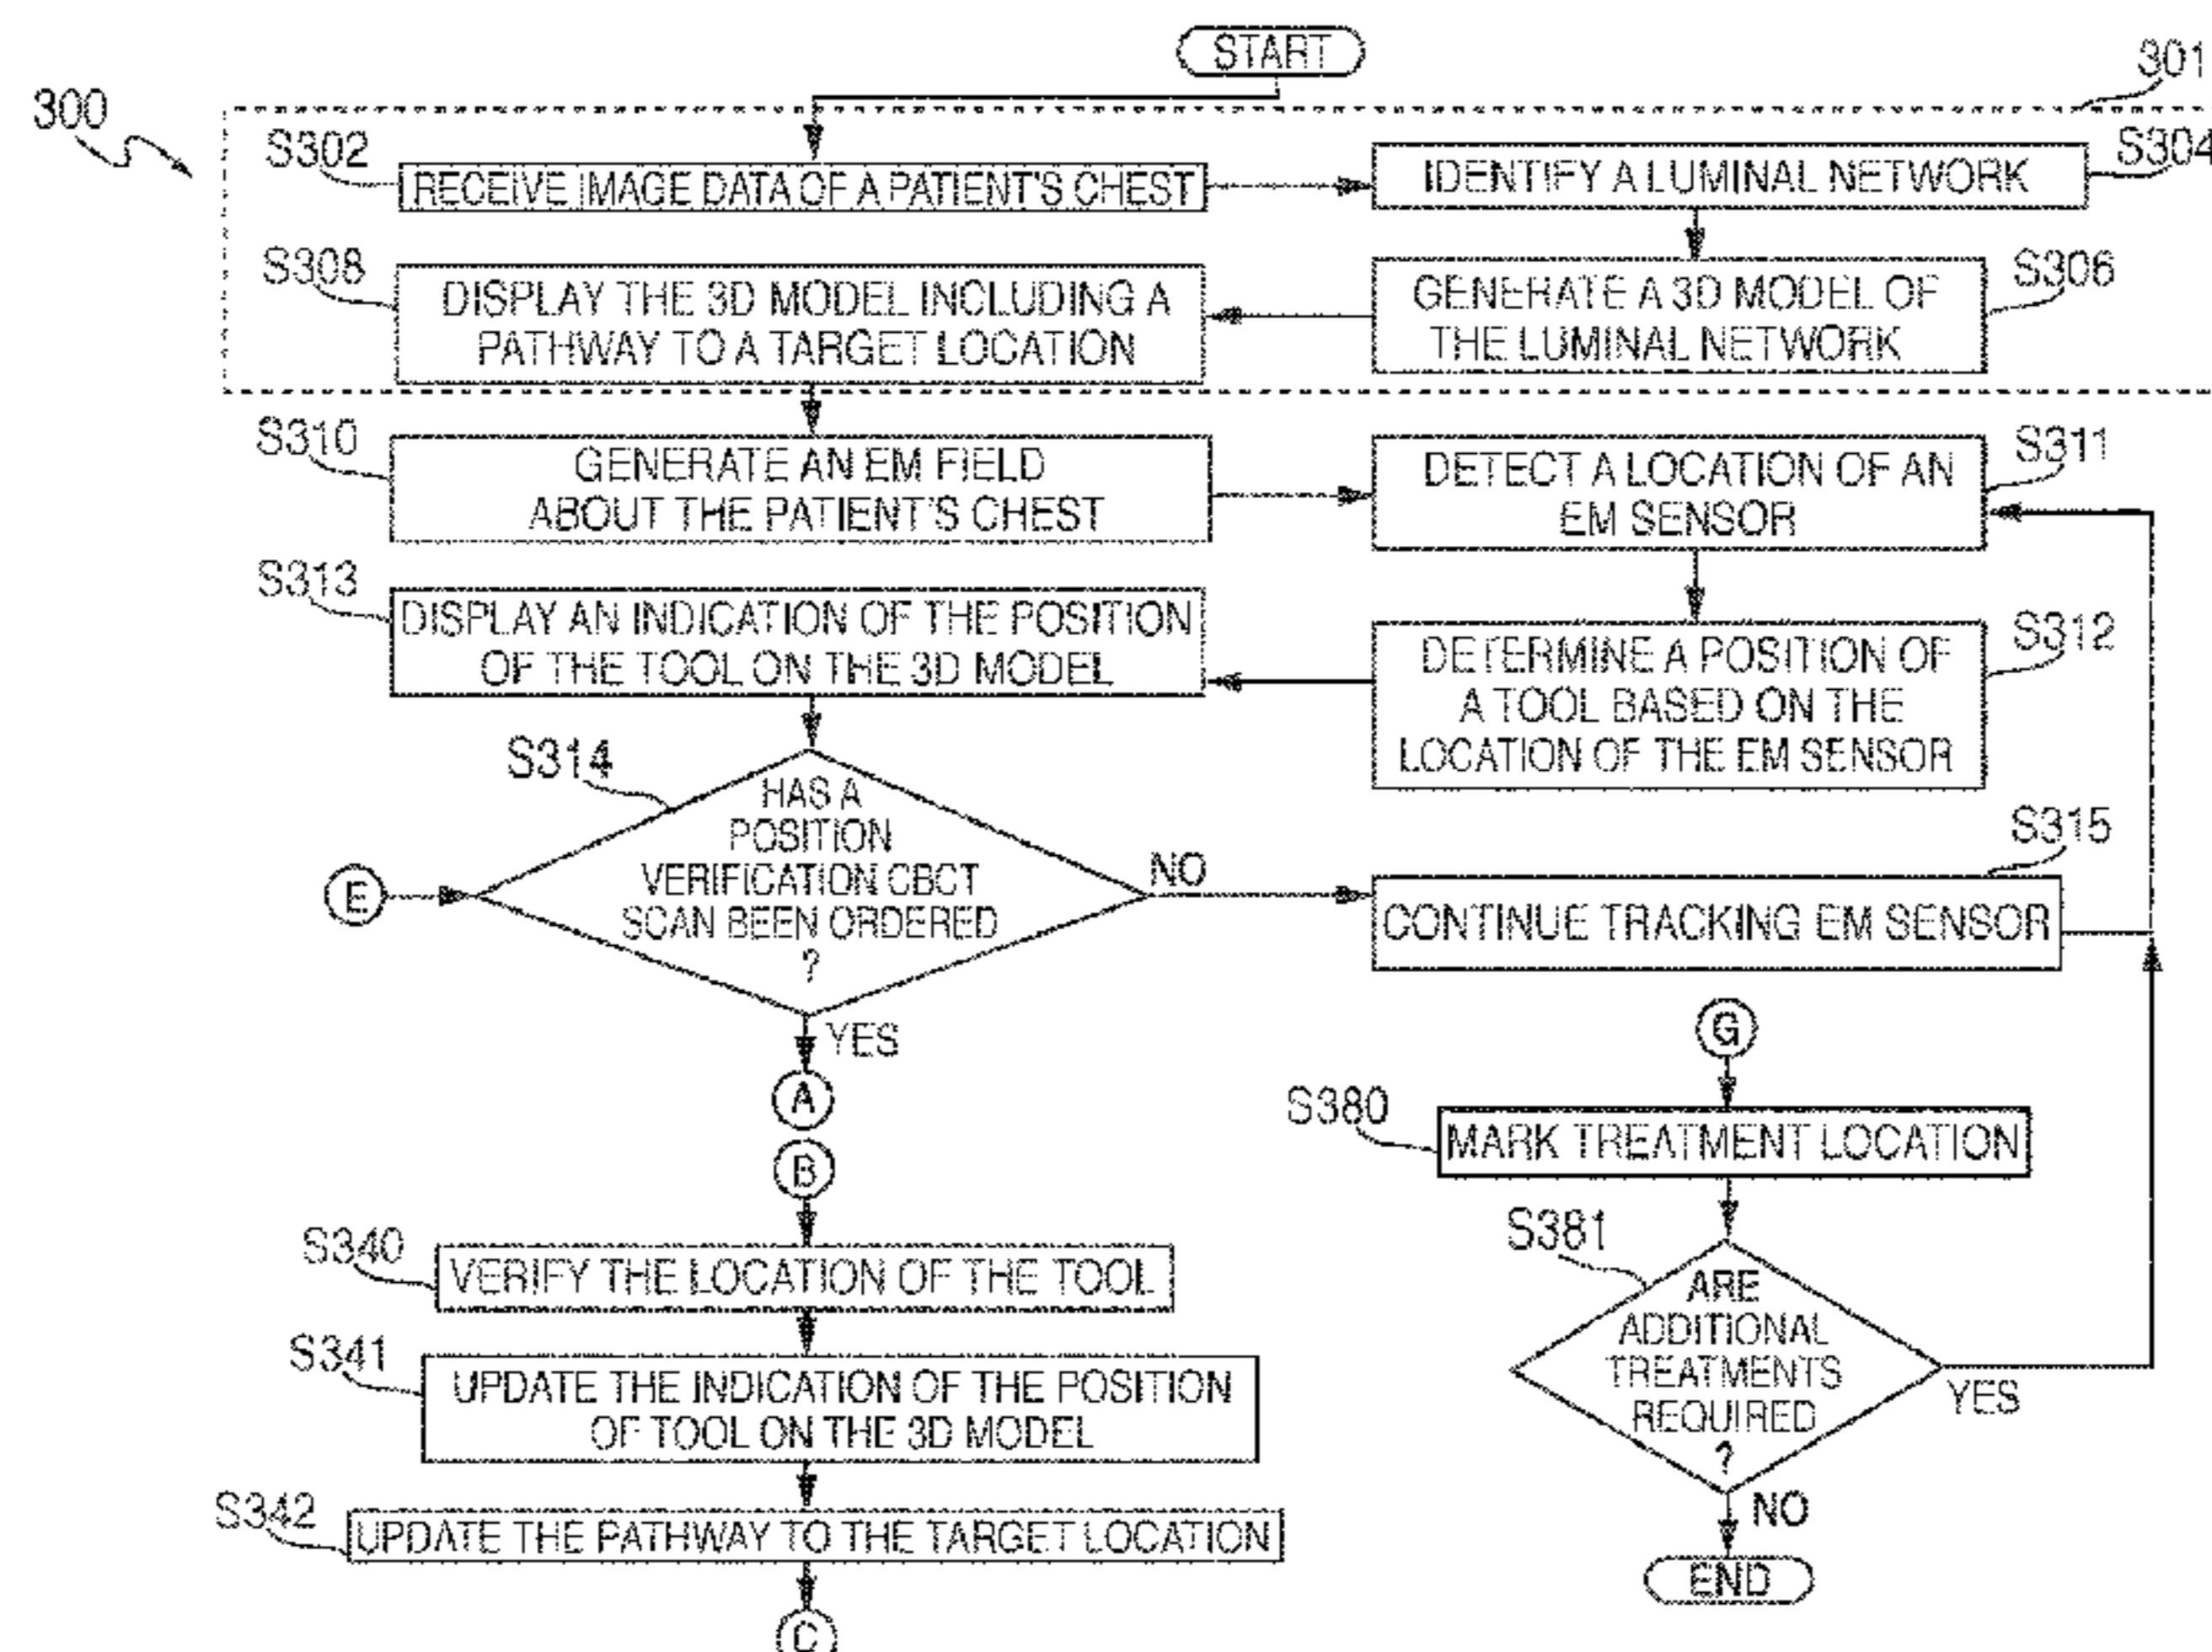 START
301
300
S302
RECEIVE IMAGE DATA OF A PATIENT'S CHEST
S304
IDENTIFY A LUMINAL NETWORK
S308
DISPLAY THE 3D MODEL INCLUDING A
PATHWAY TO A TARGET LOCATION
S306
GENERATE A 3D MODEL OF
THE LUMINAL NETWORK
S310
GENERATE AN EM FIELD
ABOUT THE PATIENT'S CHEST
S311
DETECT A LOCATION OF AN
EM SENSOR
S313
DISPLAY AN INDICATION OF THE POSITION
OF THE TOOL ON THE 3D MODEL
S312
DETERMINE A POSITION OF
A TOOL BASED ON THE
LOCATION OF THE EM SENSOR
S314
HAS A
POSITION
VERIFICATION CBCT
SCAN BEEN ORDERED
?
E
NO
S315
CONTINUE TRACKING EM SENSOR
YES
A
B
G
S380
MARK TREATMENT LOCATION
S340
VERIFY THE LOCATION OF THE TOOL
S381
ARE
ADDITIONAL
TREATMENTS
REQUIRED
?
YES
S341
UPDATE THE INDICATION OF THE POSITION
OF TOOL ON THE 3D MODEL
S342
UPDATE THE PATHWAY TO THE TARGET LOCATION
NO
END
C